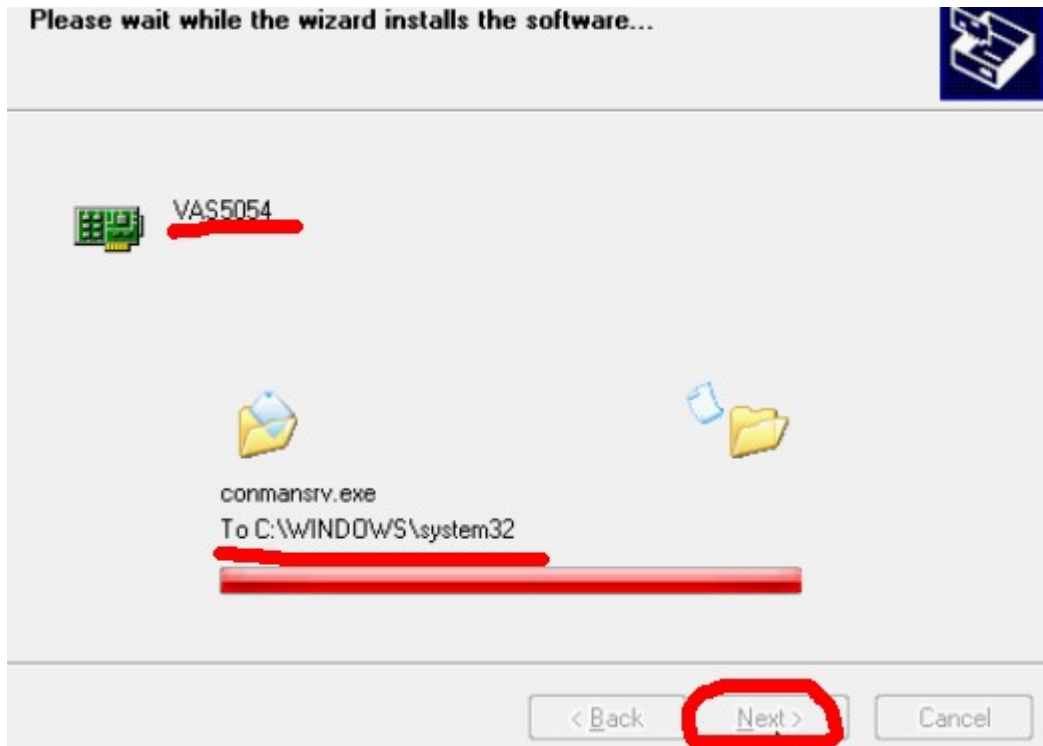 Please wait while the wizard installs the software...
VAS5054
conmansrv.exe
To C:\WINDOWS\system32
< Back
Next >
Cancel